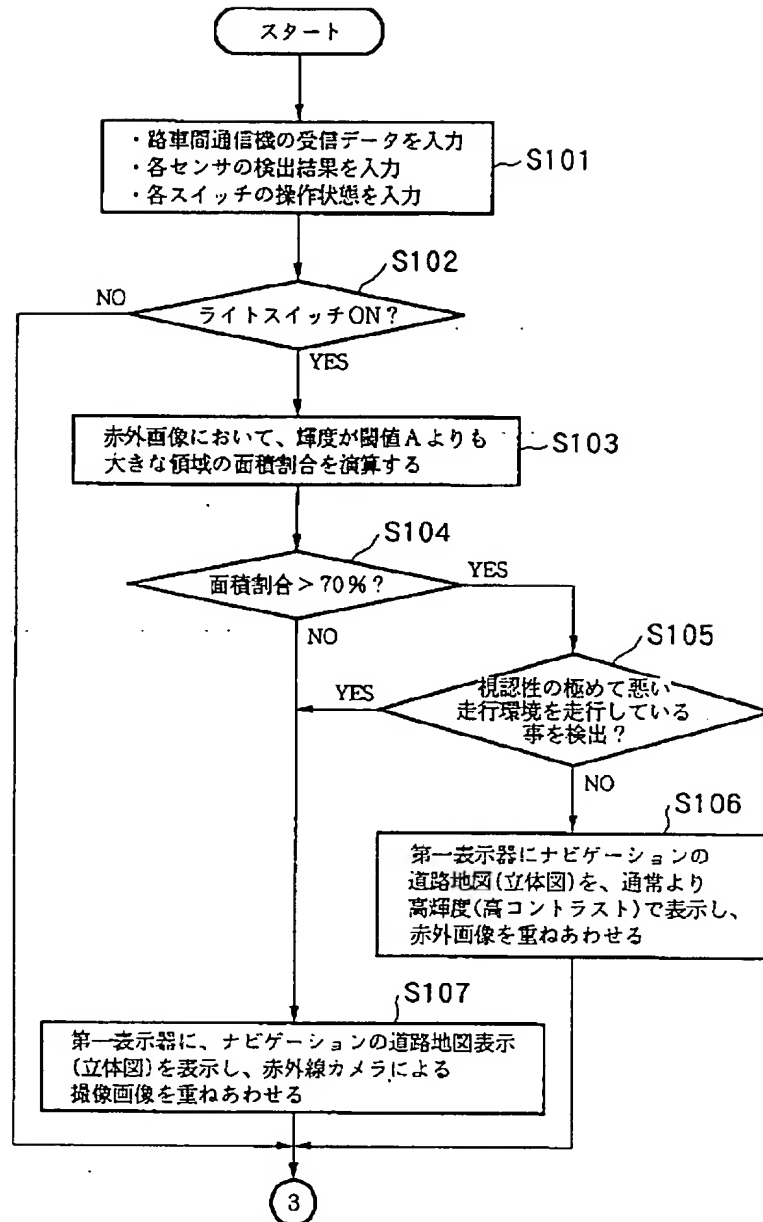 スタート
・路車間通信機の受信データを入力
・各センサの検出結果を入力
・各スイッチの操作状態を入力
S101
S102
NO
ライトスイッチON？
YES
赤外画像において、輝度が閾値Aよりも
大きな領域の面積割合を演算する
S103
S104
面積割合＞70％？
YES
NO
S105
YES
視認性の極めて悪い
走行環境を走行している
事を検出？
NO
S106
第一表示器にナビゲーションの
道路地図(立体図)を、通常より
高輝度(高コントラスト)で表示し、
赤外画像を重ねあわせる
S107
第一表示器に、ナビゲーションの道路地図表示
(立体図)を表示し、赤外線カメラによる
撮像画像を重ねあわせる
3